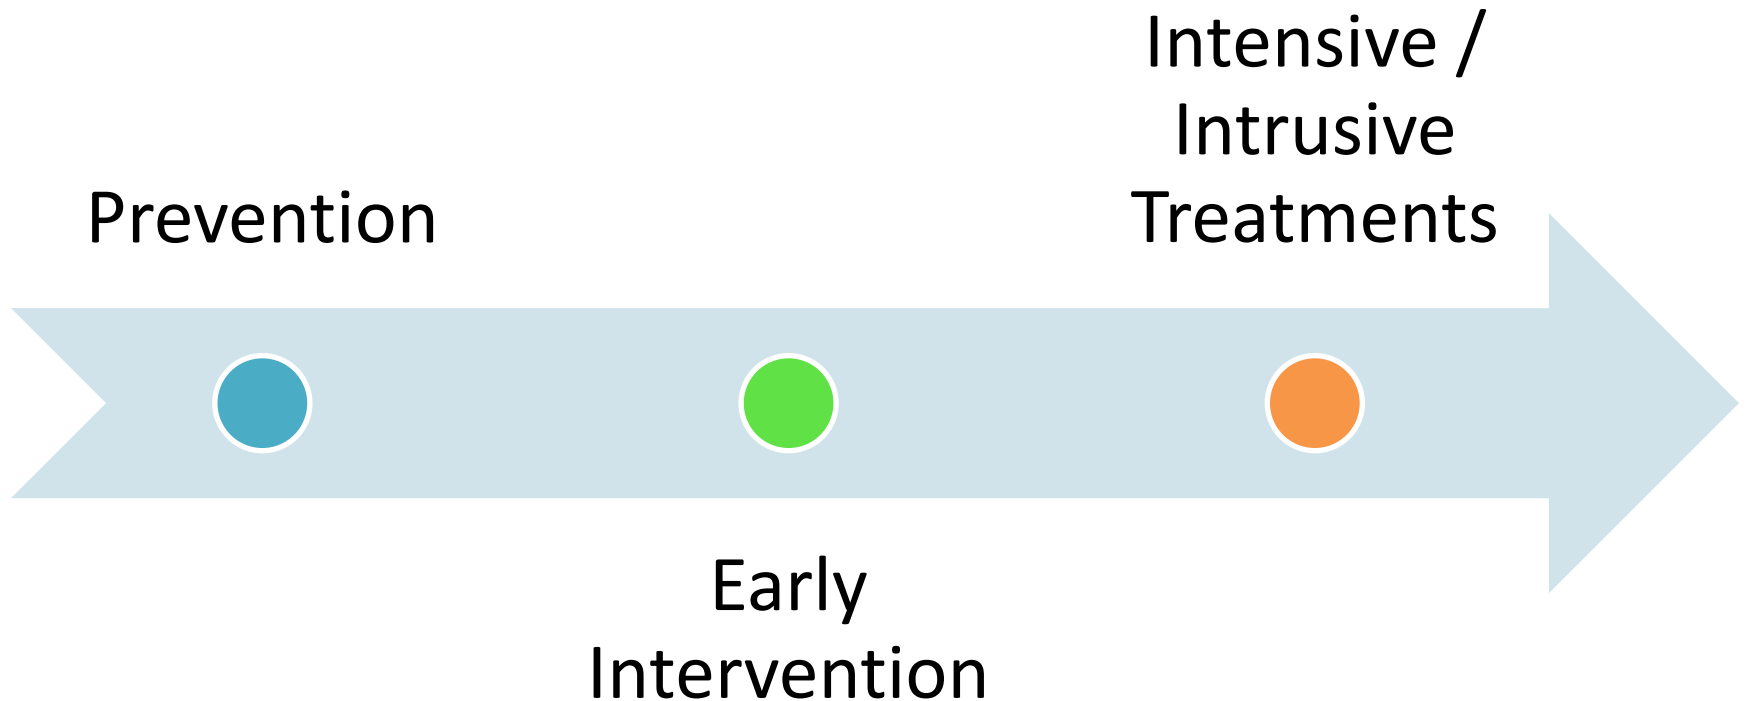 Prevention
Early
Intervention
Intensive /
Intrusive
Treatments